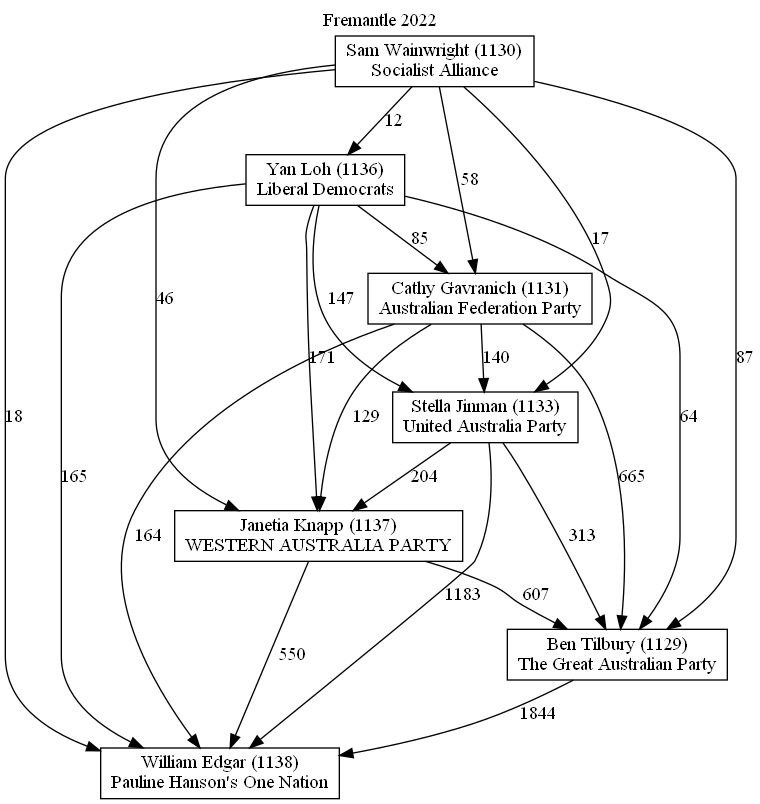 Fremantle 2022
Sam Wainwright (1130)
Socialist Alliance
12
Yan Loh (1136)
Liberal Democrats
58
85
17
Cathy Gavranich (1131)
Australian Federation Party
46
147
171
140
87
Stella Jinman (1133)
United Australia Party
18
129
64
165
204
665
Janetia Knapp (1137)
WESTERN AUSTRALIA PARTY
164
313
1183
607
Ben Tilbury (1129)
The Great Australian Party
550
1844
William Edgar (1138)
Pauline Hanson's One Nation